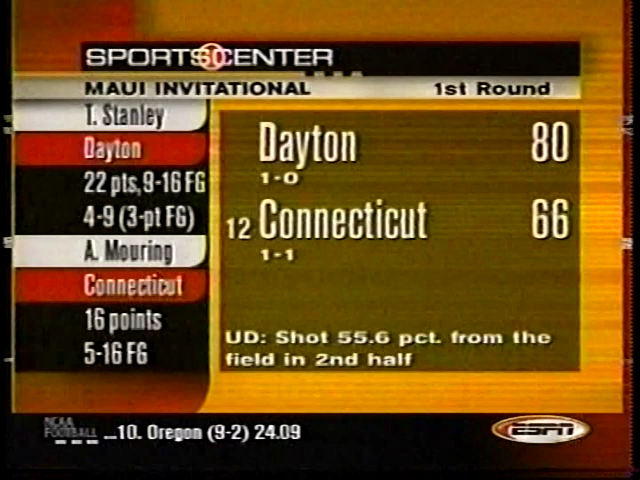 SPORTSCENTER
MAUI INVITATIONAL 1st Round
T. Stanley
Dayton
22 pts, 9-16 FG
4-9 (3-pt FG)
A. Mouring
Connecticut
16 points
5-16 FG
Dayton 80
1-0
12 Connecticut 66
1-1
UD: Shot 55.6 pct. from the
field in 2nd half
NCAA
FOOTBALL ...10. Oregon (9-2) 24.09
ESPN